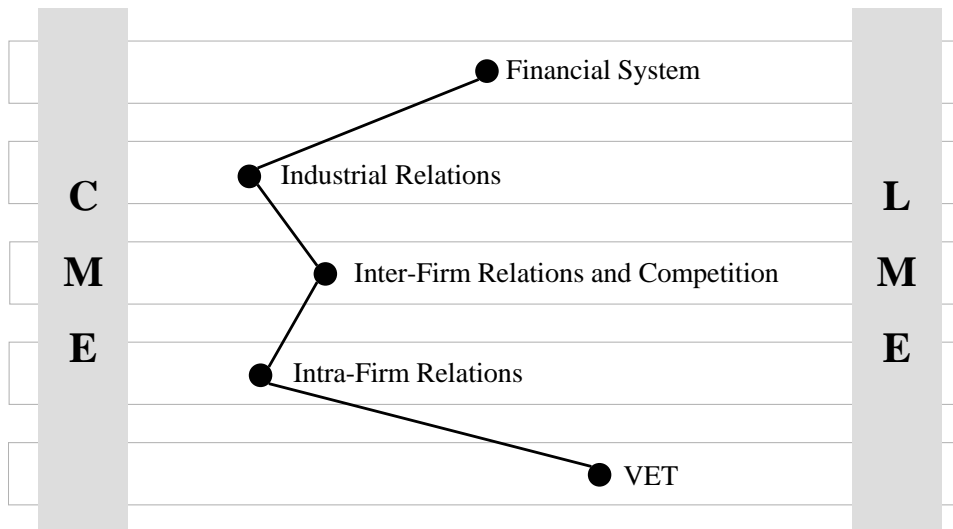 Financial System
Industrial Relations
Inter-Firm Relations and Competition
Intra-Firm Relations
VET
C
M
E
L
M
E